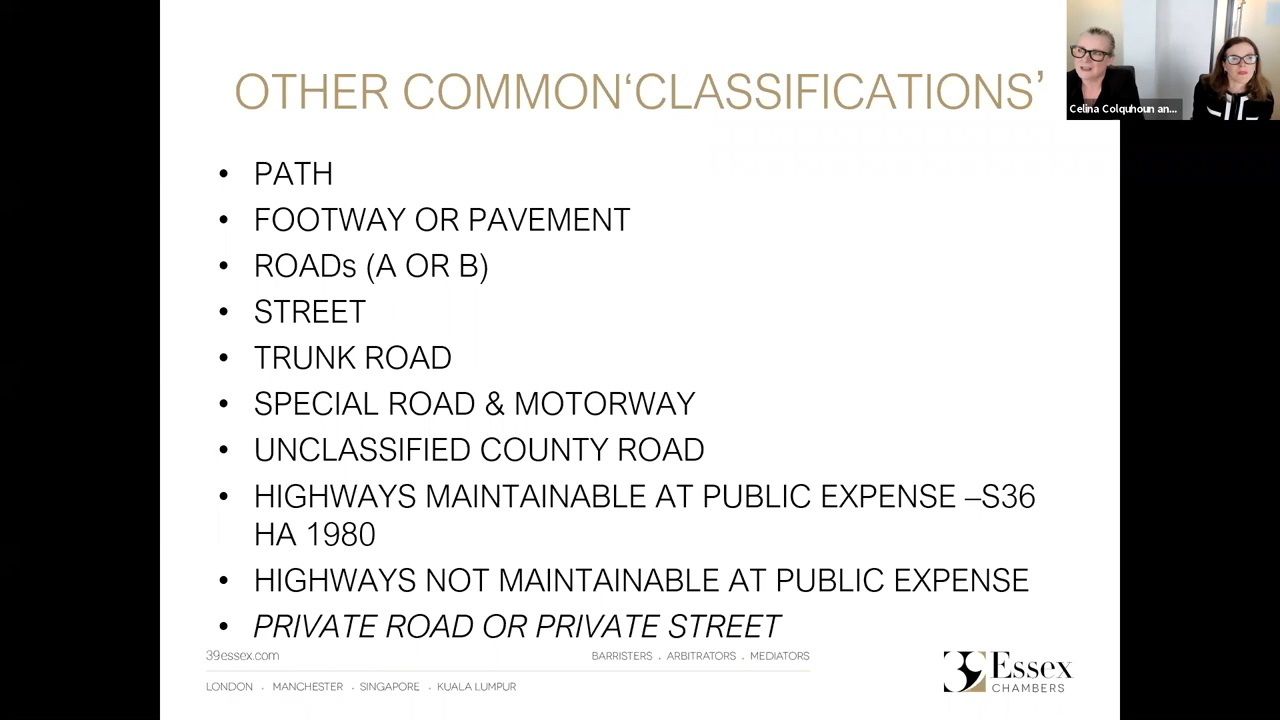 OTHER COMMON‘CLASSIFICATIONS’
Celina Colquhoun an...
• PATH
• FOOTWAY OR PAVEMENT
• ROADs (A OR B)
• STREET
• TRUNK ROAD
• SPECIAL ROAD & MOTORWAY
• UNCLASSIFIED COUNTY ROAD
• HIGHWAYS MAINTAINABLE AT PUBLIC EXPENSE –S36
HA 1980
• HIGHWAYS NOT MAINTAINABLE AT PUBLIC EXPENSE
• PRIVATE ROAD OR PRIVATE STREET
39essex.com
BARRISTERS . ARBITRATORS . MEDIATORS
LONDON . MANCHESTER . SINGAPORE . KUALA LUMPUR
39 Essex
CHAMBERS